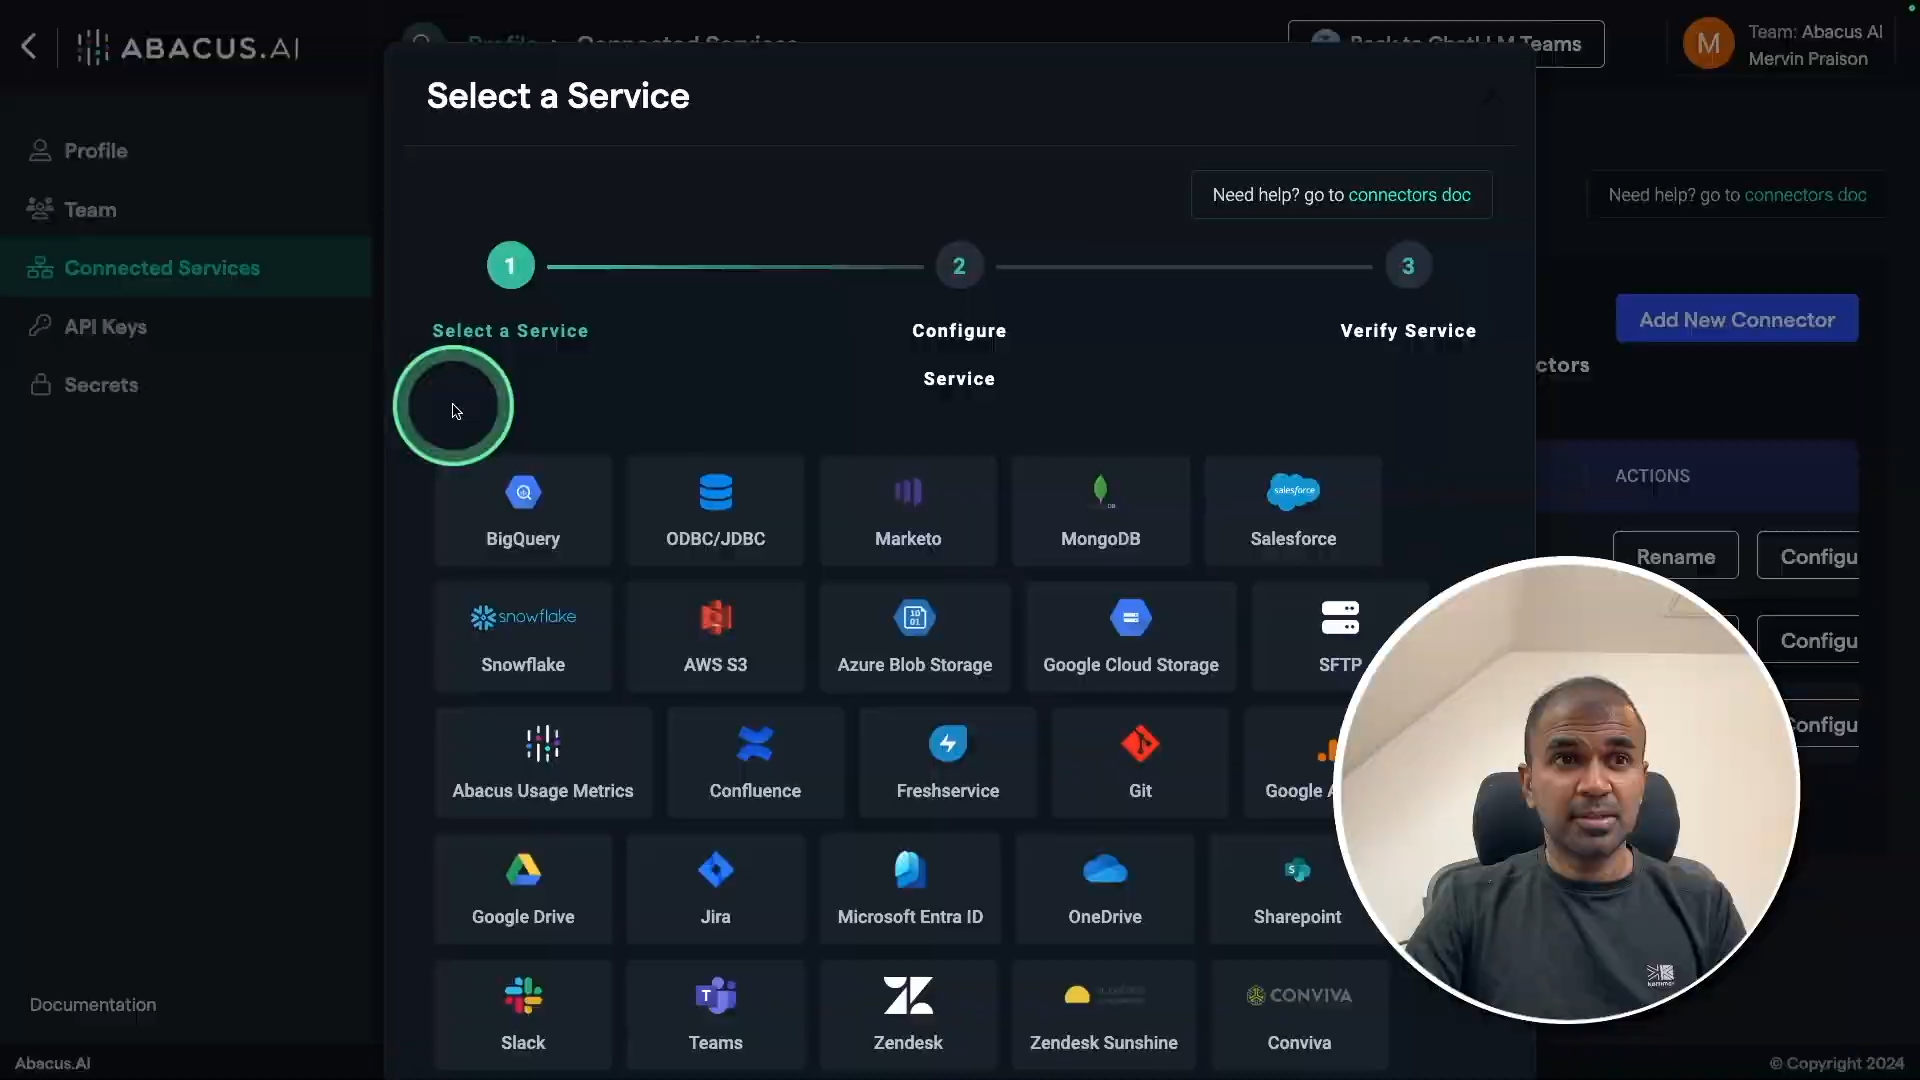 ABACUS.AI
Teams
M
Team: Abacus AI
Mervin Praison
Profile
Team
Connected Services
API Keys
Secrets
Documentation
Abacus.AI
Select a Service
Need help? go to connectors doc
1
2
3
Select a Service
Configure
Service
Verify Service
BigQuery
ODBC/JDBC
Marketo
MongoDB
salesforce
Salesforce
snowflake
Snowflake
AWS S3
10
01
Azure Blob Storage
Google Cloud Storage
SFTP
Abacus Usage Metrics
Confluence
Freshservice
Git
Google A
Google Drive
Jira
Microsoft Entra ID
OneDrive
S
Sharepoint
Slack
T
Teams
Zendesk
Zendesk Sunshine
CONVIVA
Conviva
Need help? go to connectors doc
Add New Connector
ctors
ACTIONS
Rename
Configu
Configu
Configu
© Copyright 2024